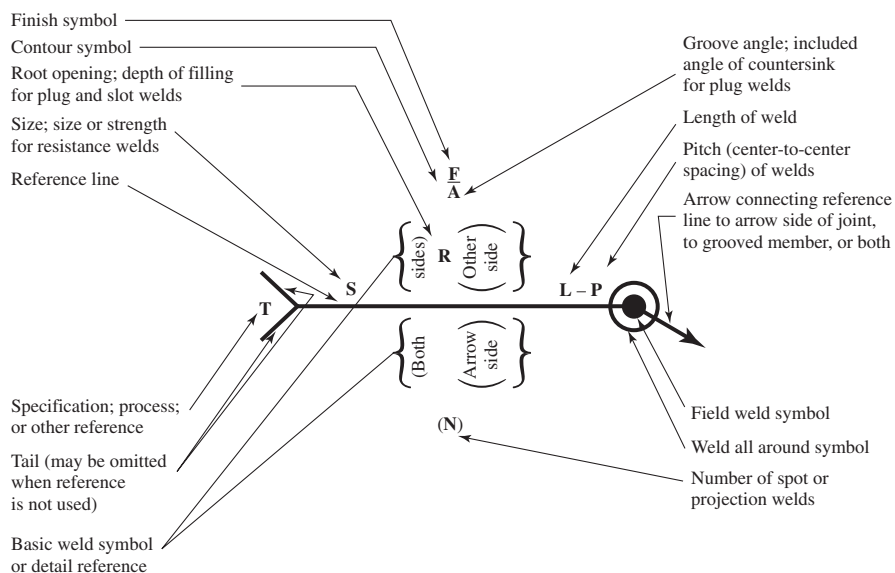 Finish symbol
Contour symbol
Root opening; depth of filling
for plug and slot welds
Size; size or strength
for resistance welds
Reference line
Groove angle; included
angle of countersink
for plug welds
Length of weld
Pitch (center-to-center
spacing) of welds
Arrow connecting reference
line to arrow side of joint,
to grooved member, or both
F
A
sides)
R
(Other
side)
S
L – P
T
(Both
(Arrow
side)
(N)
Specification; process;
or other reference
Tail (may be omitted
when reference
is not used)
Basic weld symbol
or detail reference
Field weld symbol
Weld all around symbol
Number of spot or
projection welds